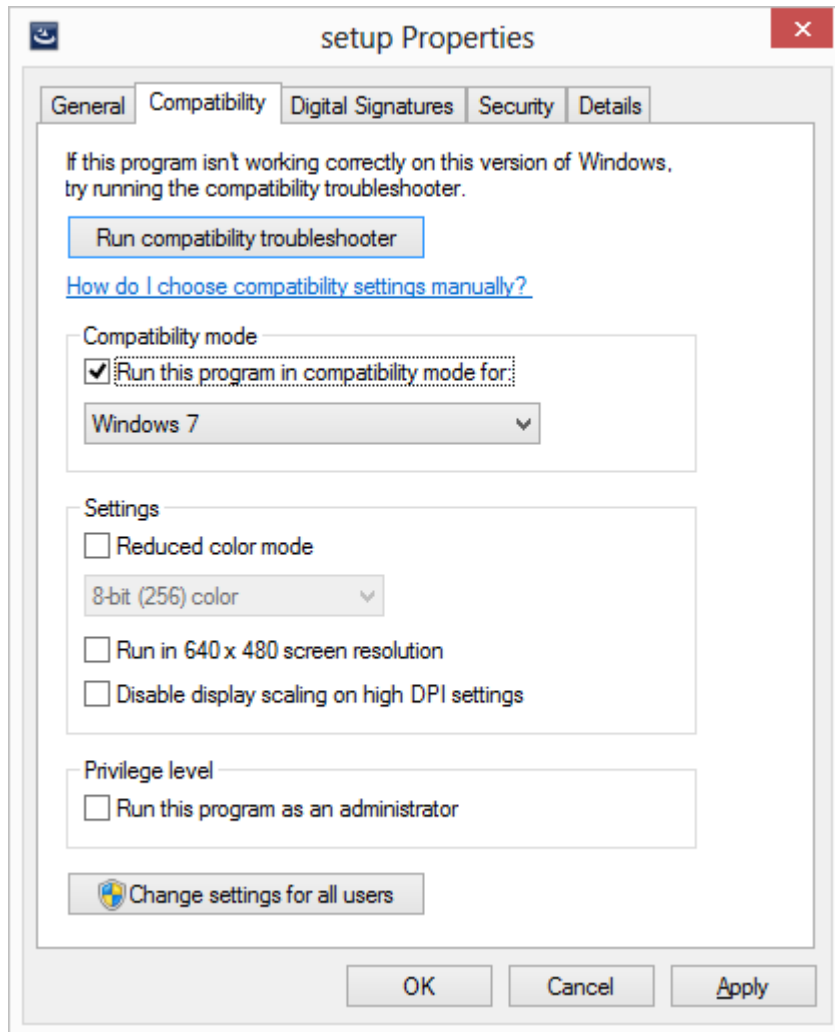 setup Properties
General Compatibility Digital Signatures Security Details
If this program isn't working correctly on this version of Windows,
try running the compatibility troubleshooter.
Run compatibility troubleshooter
How do I choose compatibility settings manually?
Compatibility mode
Run this program in compatibility mode for:
Windows 7
Settings
Reduced color mode
8-bit (256) color
Run in 640 x 480 screen resolution
Disable display scaling on high DPI settings
Privilege level
Run this program as an administrator
Change settings for all users
OK Cancel Apply